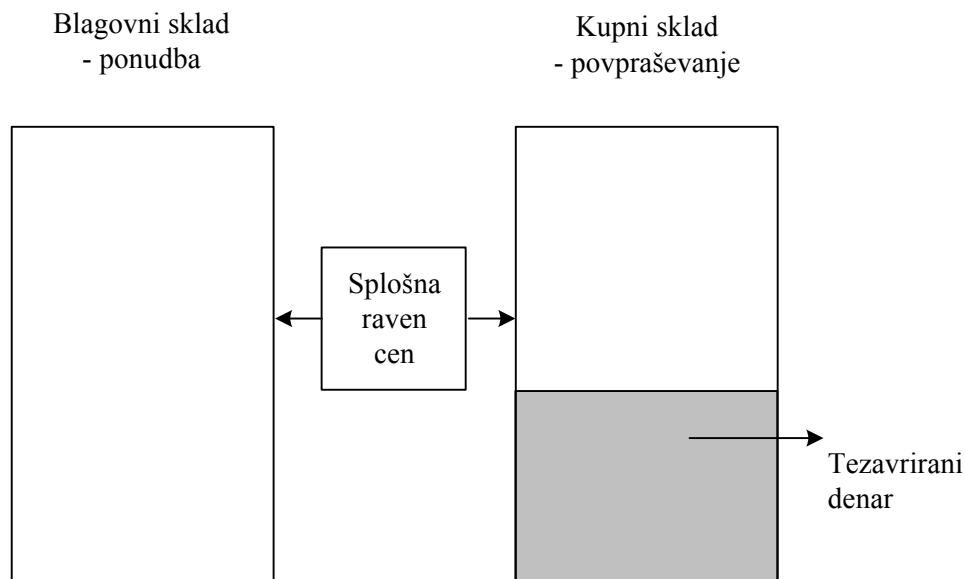 Blagovni sklad
- ponudba
Kupni sklad
- povpraševanje
Splošna
raven
cen
Tezavrirani
denar